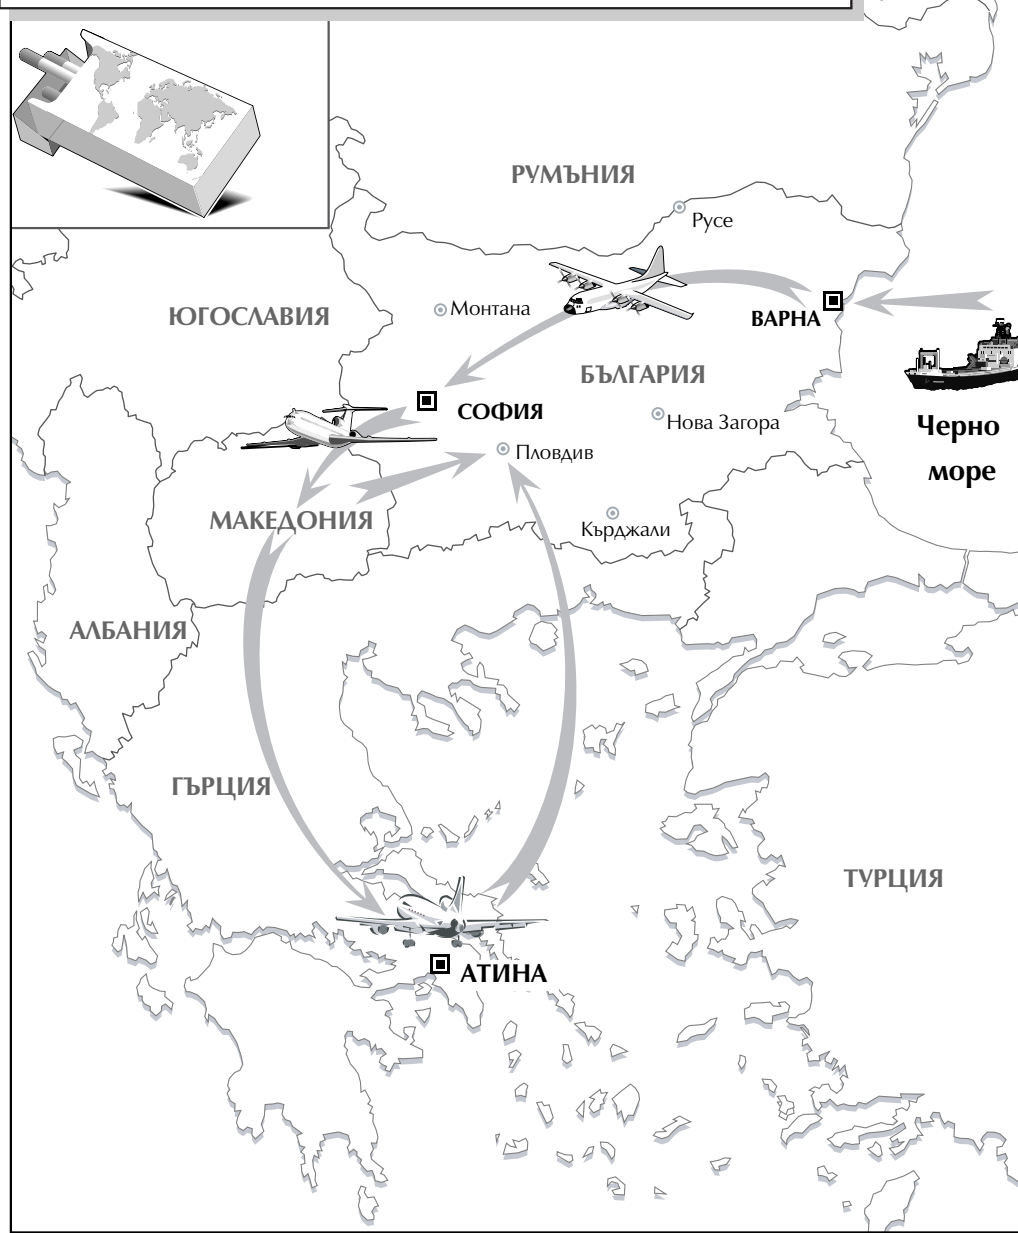 РУМЪНИЯ
Русе
ЮГОСЛАВИЯ
Монтана
ВАРНА
БЪЛГАРИЯ
СОФИЯ
Нова Загора
Черно
море
Пловдив
МАКЕДОНИЯ
Кърджали
АЛБАНИЯ
ГЪРЦИЯ
ТУРЦИЯ
АТИНА